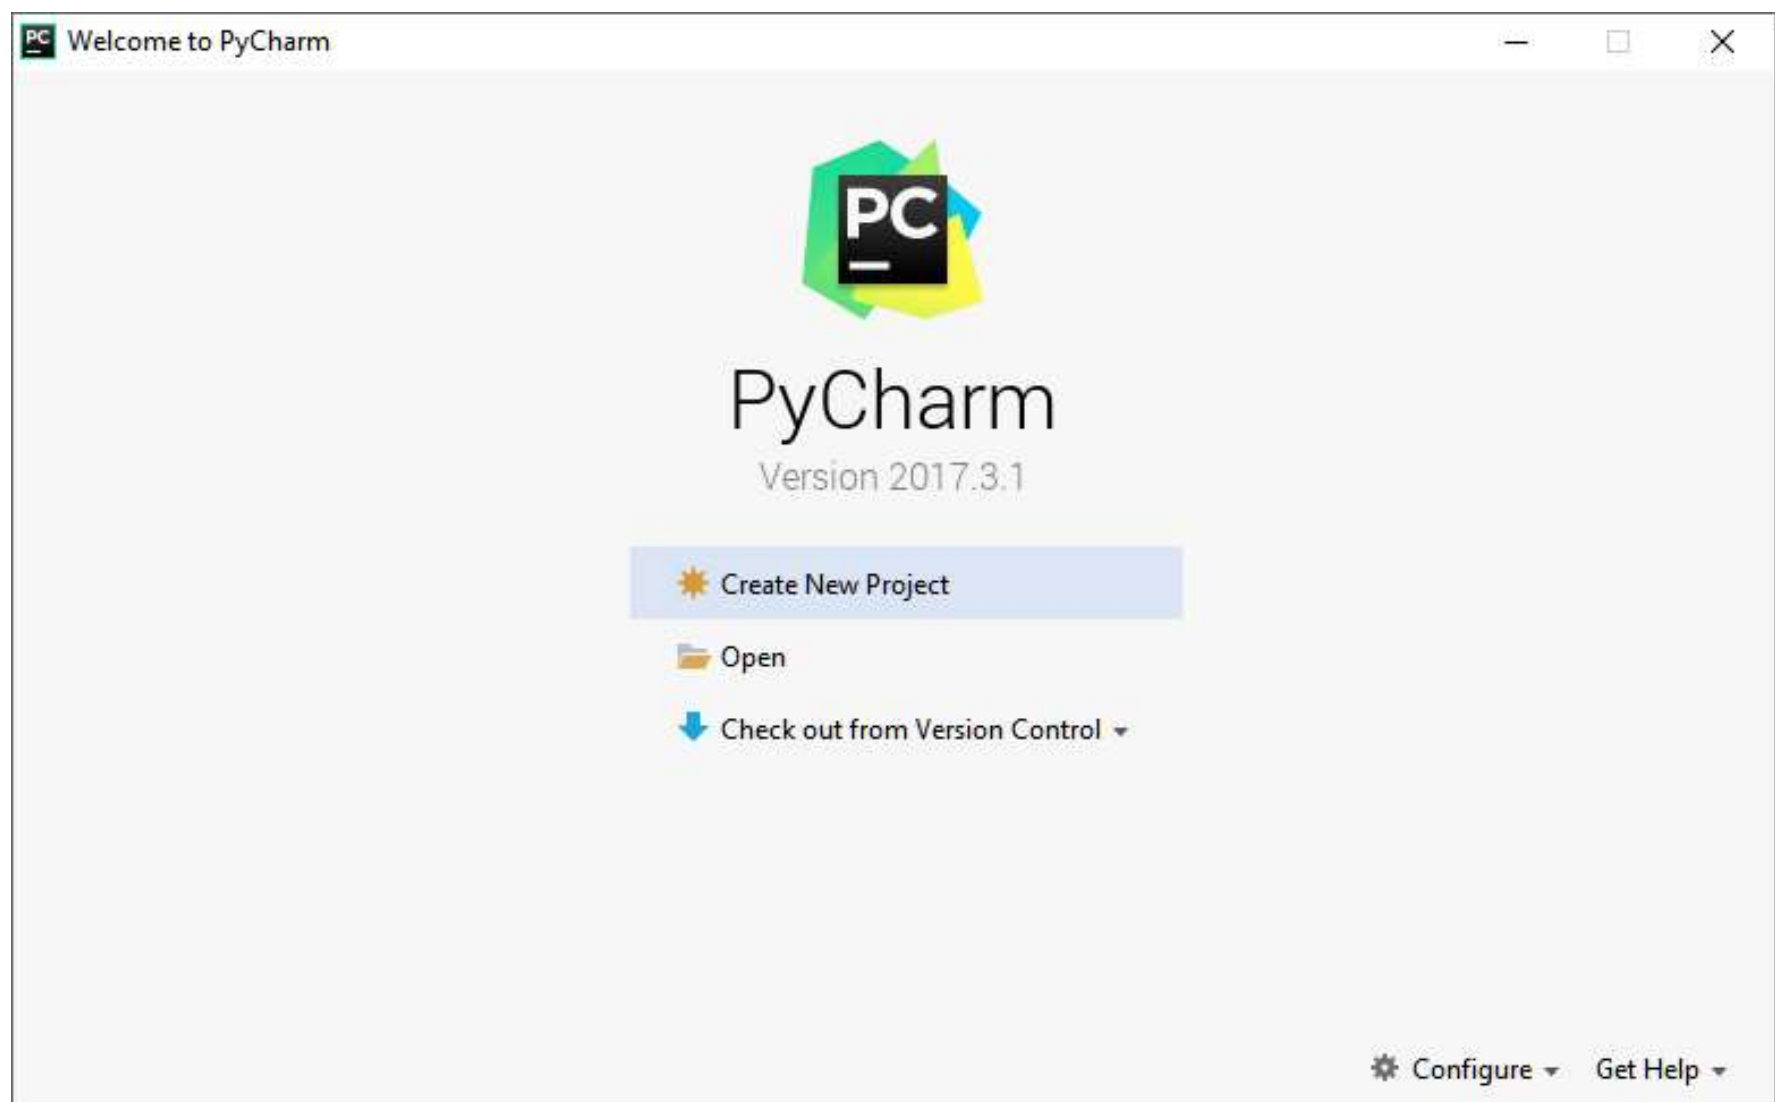 PC Welcome to PyCharm
PC
PyCharm
Version 2017.3.1
Create New Project
Open
Check out from Version Control
Configure Get Help